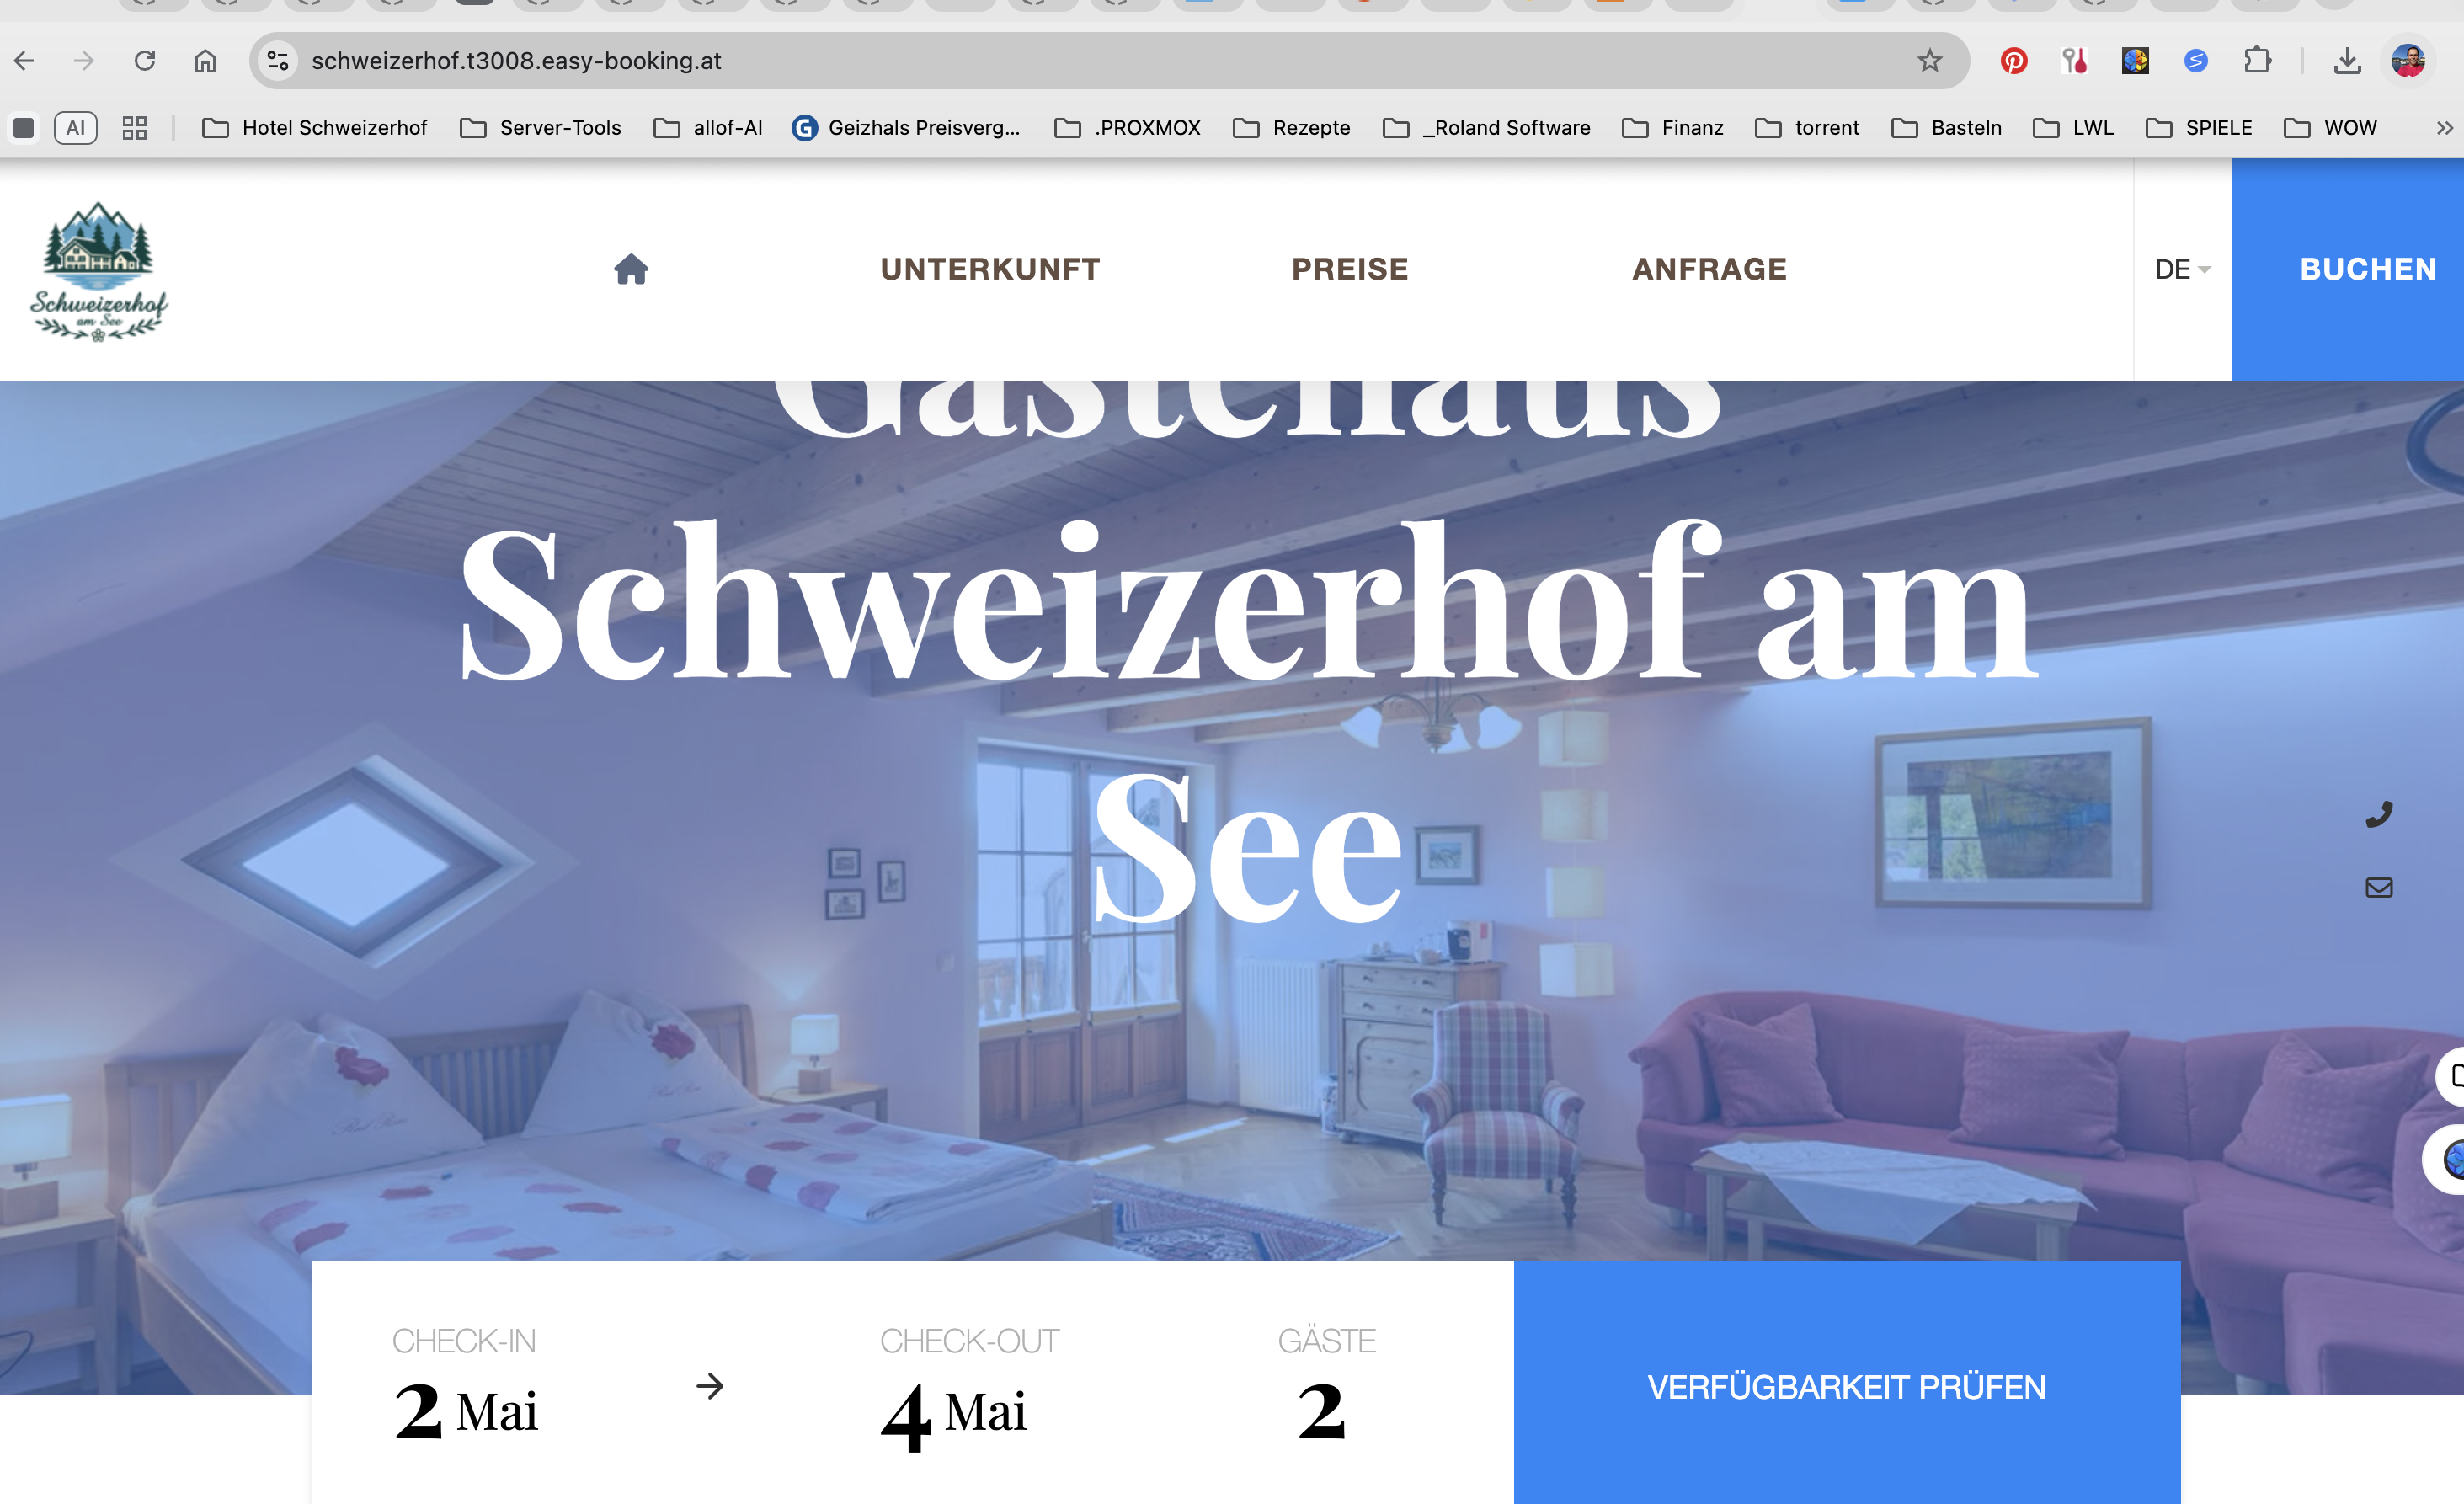 schweizerhof.t3008.easy-booking.at
AI Hotel Schweizerhof Server-Tools allof-AI Geizhals Preisverg... .PROXMOX Rezepte _Roland Software Finanz torrent Basteln LWL SPIELE WOW
Schweizerhof
am See
UNTERKUNFT PREISE ANFRAGE DE BUCHEN
Gästehaus
Schweizerhof am
See
CHECK-IN CHECK-OUT GÄSTE
2 Mai 4 Mai 2
VERFÜGBARKEIT PRÜFEN